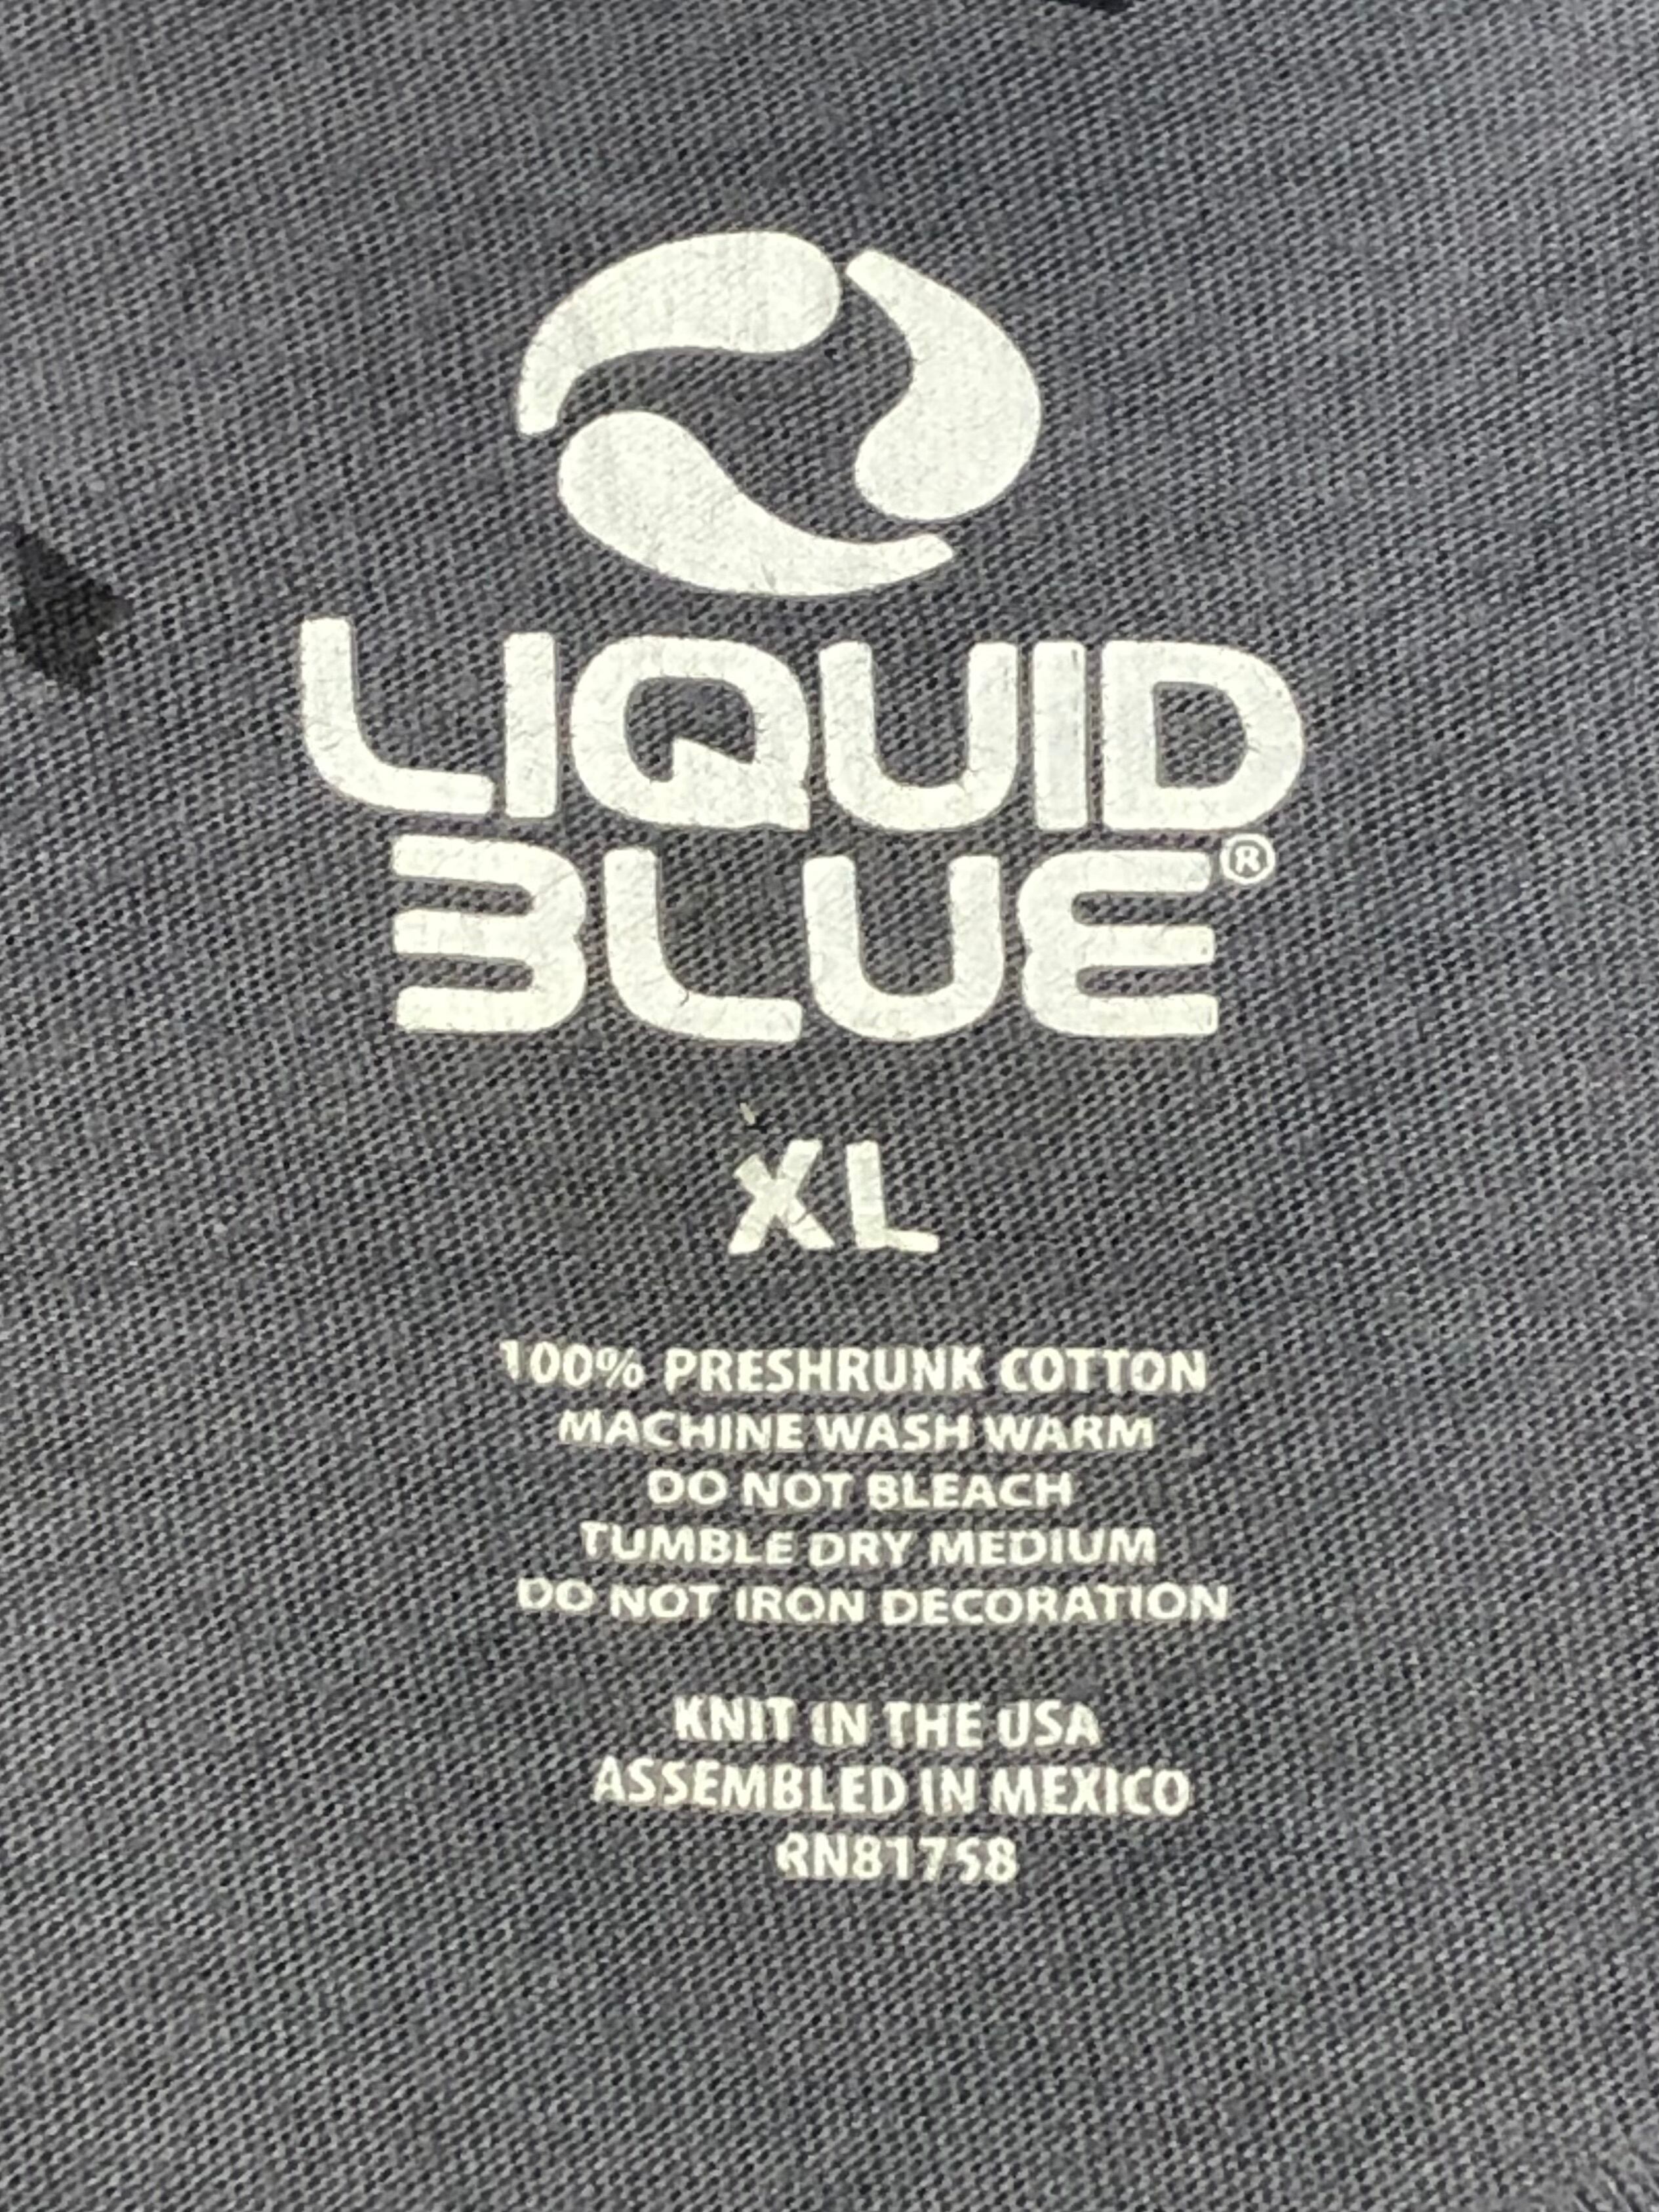 LIQUID
BLUE®
XL
100% PRESHRUNK COTTON
MACHINE WASH WARM
DO NOT BLEACH
TUMBLE DRY MEDIUM
DO NOT IRON DECORATION
KNIT IN THE USA
ASSEMBLED IN MEXICO
RN81758